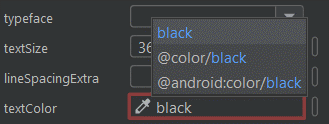 typeface
black
textSize 36
@color/black
lineSpacingExtra
@android:color/black
textColor black